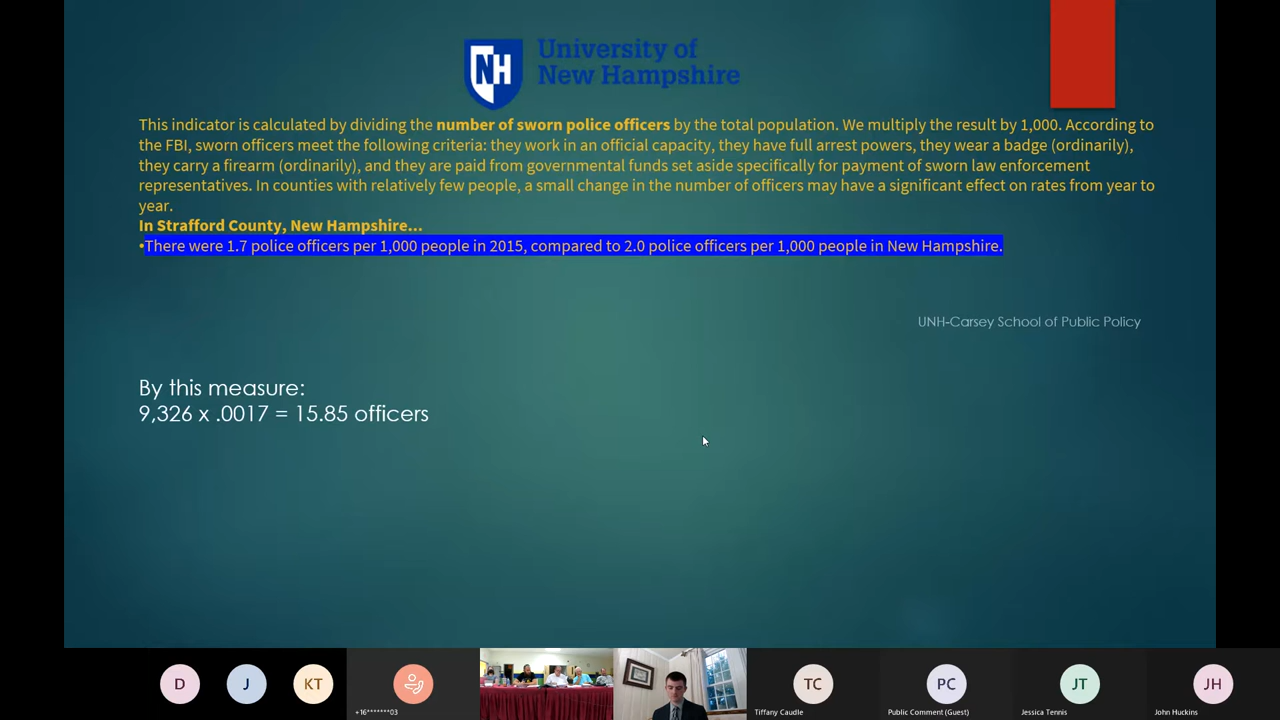 NH
University of
New Hampshire
This indicator is calculated by dividing the number of sworn police officers by the total population. We multiply the result by 1,000. According to
the FBI, sworn officers meet the following criteria: they work in an official capacity, they have full arrest powers, they wear a badge (ordinarily),
they carry a firearm (ordinarily), and they are paid from governmental funds set aside specifically for payment of sworn law enforcement
representatives. In counties with relatively few people, a small change in the number of officers may have a significant effect on rates from year to
year.
In Strafford County, New Hampshire...
•There were 1.7 police officers per 1,000 people in 2015, compared to 2.0 police officers per 1,000 people in New Hampshire.
UNH-Carsey School of Public Policy
By this measure:
9,326 x .0017 = 15.85 officers
D
J
KT
TC
PC
JT
JH
+16*******03
Tiffany Caudle
Public Comment (Guest)
Jessica Tennis
John Huckins